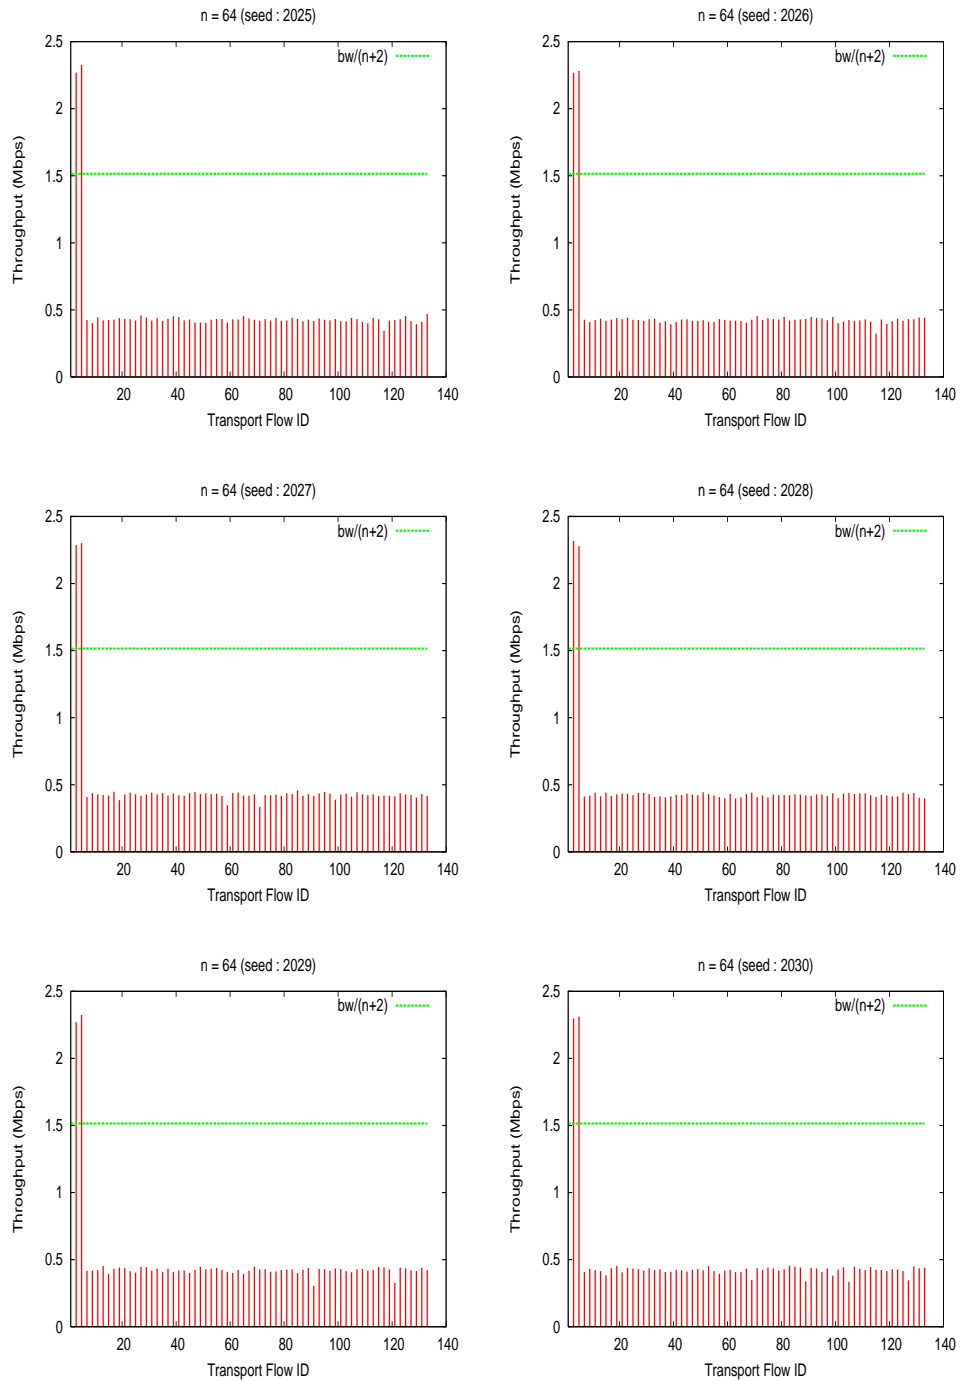 n = 64 (seed : 2025)
2.5
2
1.5
1
0.5
0
bw/(n+2)
Throughput (Mbps)
20 40 60 80 100 120 140
Transport Flow ID
n = 64 (seed : 2026)
2.5
2
1.5
1
0.5
0
bw/(n+2)
Throughput (Mbps)
20 40 60 80 100 120 140
Transport Flow ID
n = 64 (seed : 2027)
2.5
2
1.5
1
0.5
0
bw/(n+2)
Throughput (Mbps)
20 40 60 80 100 120 140
Transport Flow ID
n = 64 (seed : 2028)
2.5
2
1.5
1
0.5
0
bw/(n+2)
Throughput (Mbps)
20 40 60 80 100 120 140
Transport Flow ID
n = 64 (seed : 2029)
2.5
2
1.5
1
0.5
0
bw/(n+2)
Throughput (Mbps)
20 40 60 80 100 120 140
Transport Flow ID
n = 64 (seed : 2030)
2.5
2
1.5
1
0.5
0
bw/(n+2)
Throughput (Mbps)
20 40 60 80 100 120 140
Transport Flow ID